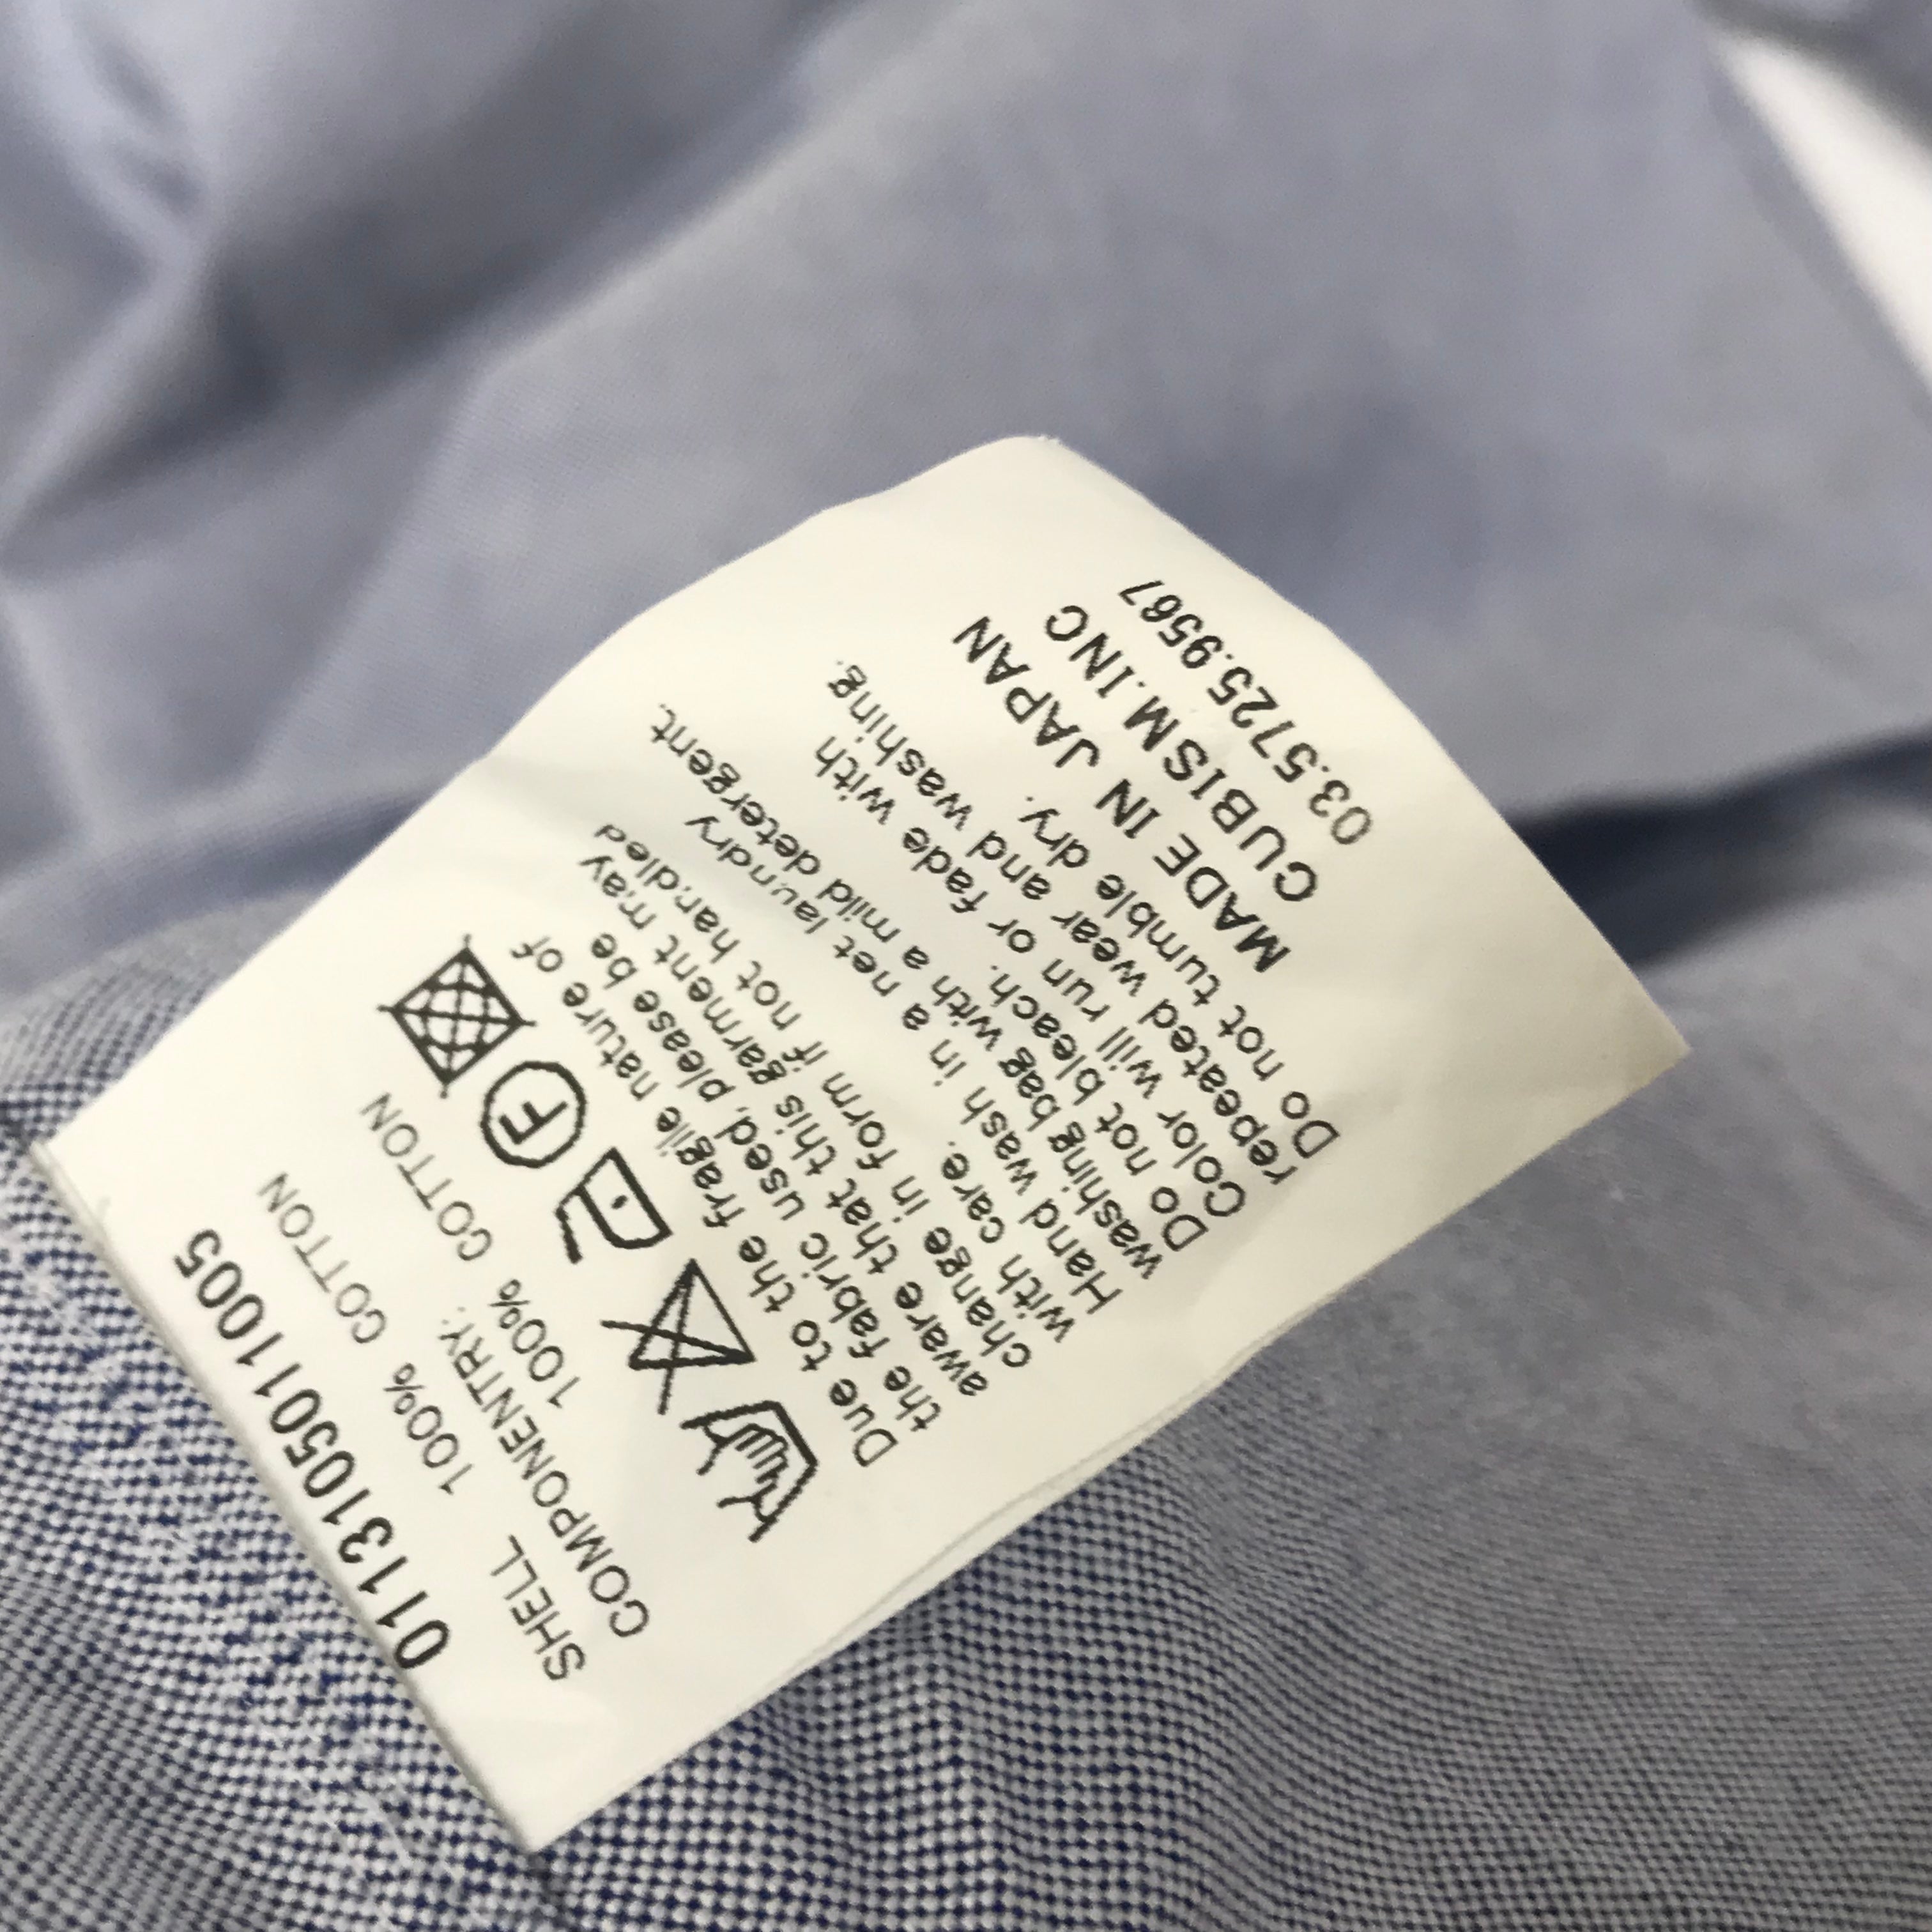 0113105011005
SHELL
100% COTTON
COMPONENTRY:
100% COTTON
F
Due to the fragile nature of
the fabric used, please be
aware that this garment may
change in form if not handled
with care.
Hand wash in a net laundry
washing bag with a mild detergent.
Do not bleach.
Color will run or fade with
repeated wear and washing.
Do not tumble dry.
MADE IN JAPAN
CUBISM.INC
03.5725.9567